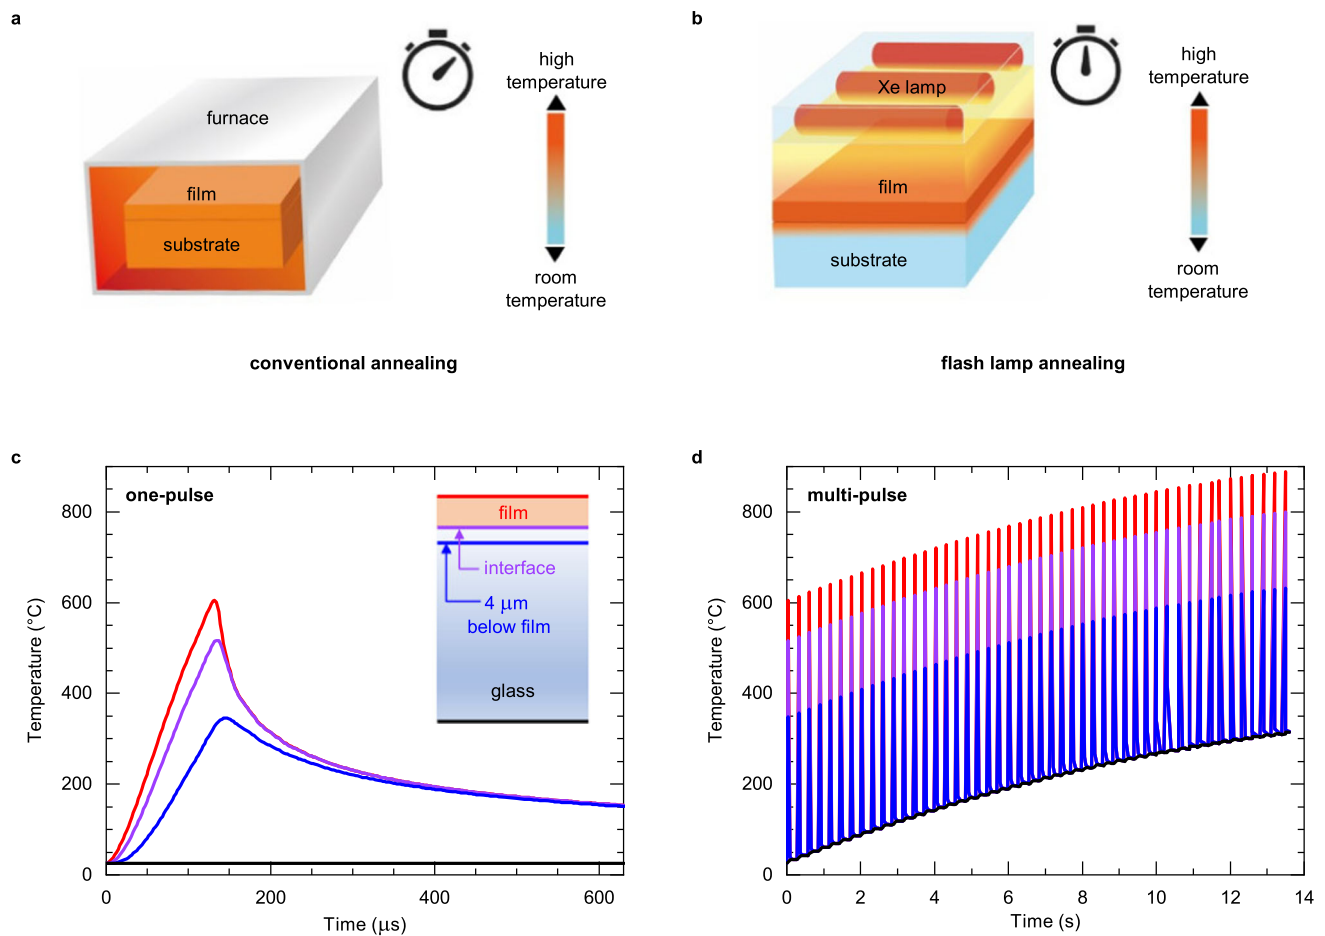 a
furnace
film
substrate
high
temperature
room
temperature
conventional annealing
b
Xe lamp
film
substrate
high
temperature
room
temperature
flash lamp annealing
c
one-pulse
film
interface
4 μm
below film
glass
Temperature (°C)
800
600
400
200
0
0 200 400 600
Time (μs)
d
multi-pulse
Temperature (°C)
800
600
400
200
0
0 2 4 6 8 10 12 14
Time (s)